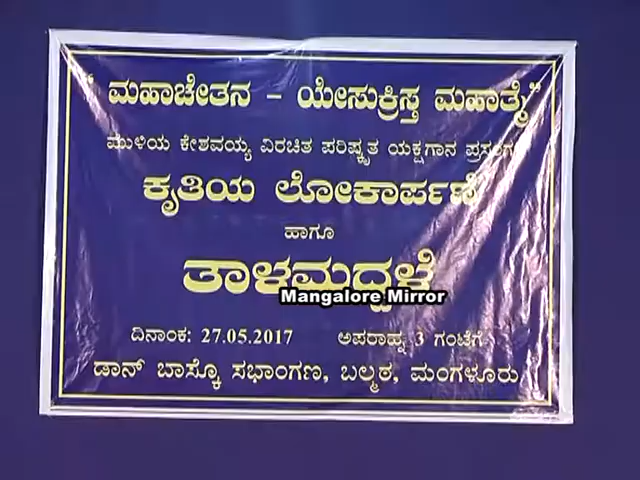 "ಮಹಾಚೇತನ - ಯೇಸುಕ್ರಿಸ್ತ ಮಹಾತ್ಮೆ"
ಮುಳಿಯ ಕೇಶವಯ್ಯ ವಿರಚಿತ ಪರಿಷ್ಕೃತ ಯಕ್ಷಗಾನ ಪ್ರಸಂಗ
ಕೃತಿಯ ಲೋಕಾರ್ಪಣೆ
ಹಾಗೂ
ತಾಳಮದ್ದಳೆ
Mangalore Mirror
ದಿನಾಂಕ: 27.05.2017 ಅಪರಾಹ್ನ 3 ಗಂಟೆಗೆ
ಡಾನ್ ಬಾಸ್ಕೊ ಸಭಾಂಗಣ, ಬಲ್ಮಠ, ಮಂಗಳೂರು